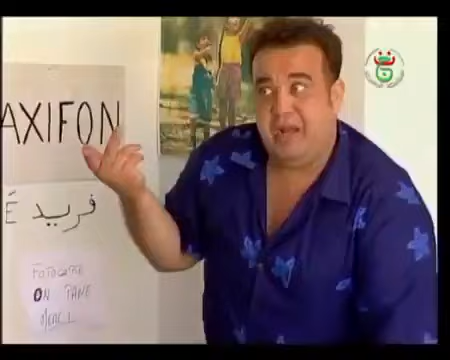 AXIFON
É فريد
FOTOCOPIE
ON PANE
MERCI